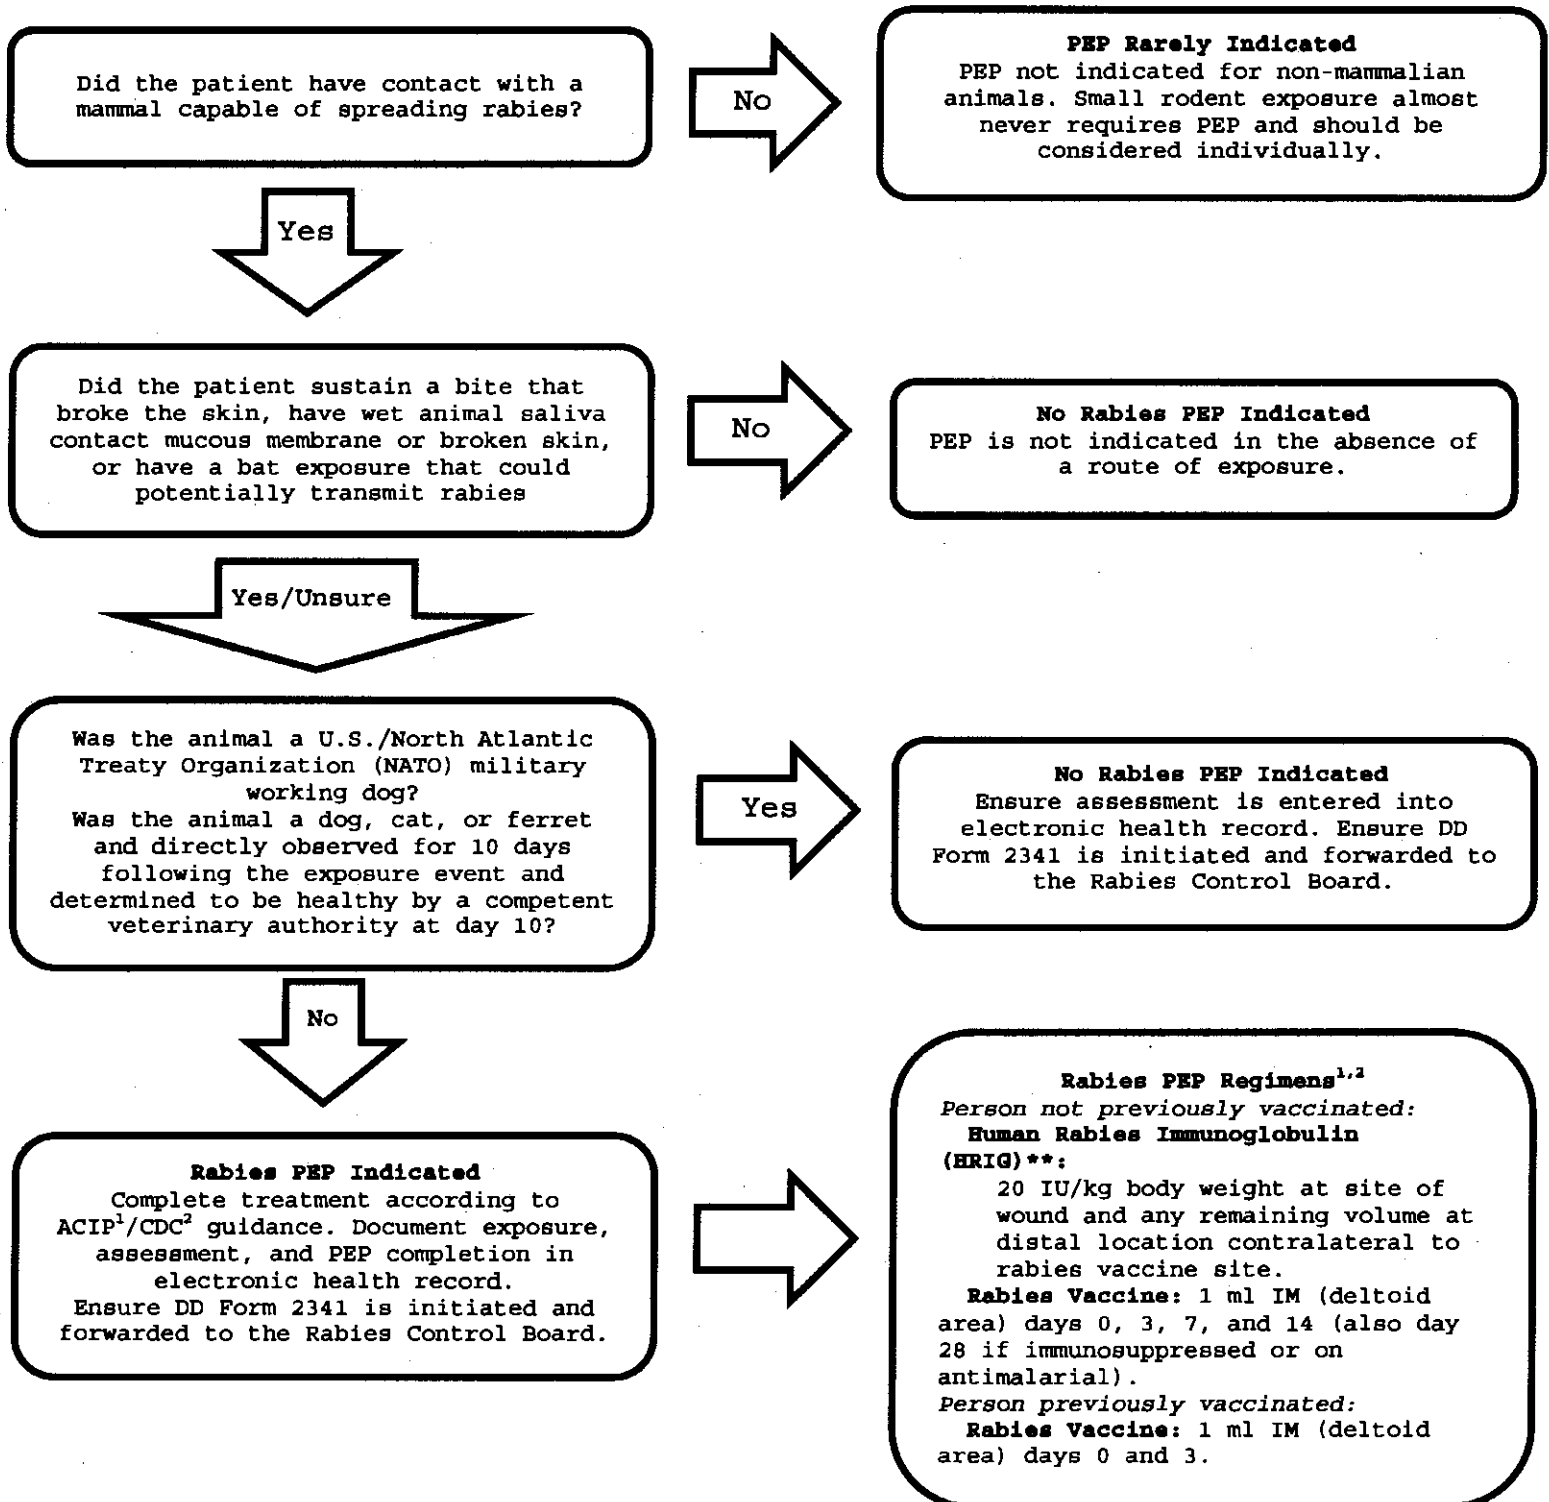 Did the patient have contact with a
mammal capable of spreading rabies?
No
PEP Rarely Indicated
PEP not indicated for non-mammalian
animals. Small rodent exposure almost
never requires PEP and should be
considered individually.
Yes
Did the patient sustain a bite that
broke the skin, have wet animal saliva
contact mucous membrane or broken skin,
or have a bat exposure that could
potentially transmit rabies
No
No Rabies PEP Indicated
PEP is not indicated in the absence of
a route of exposure.
Yes/Unsure
Was the animal a U.S./North Atlantic
Treaty Organization (NATO) military
working dog?
Was the animal a dog, cat, or ferret
and directly observed for 10 days
following the exposure event and
determined to be healthy by a competent
veterinary authority at day 10?
Yes
No Rabies PEP Indicated
Ensure assessment is entered into
electronic health record. Ensure DD
Form 2341 is initiated and forwarded to
the Rabies Control Board.
No
Rabies PEP Indicated
Complete treatment according to
ACIP¹/CDC² guidance. Document exposure,
assessment, and PEP completion in
electronic health record.
Ensure DD Form 2341 is initiated and
forwarded to the Rabies Control Board.
Rabies PEP Regimens¹,²
Person not previously vaccinated:
Human Rabies Immunoglobulin
(HRIG)**:
20 IU/kg body weight at site of
wound and any remaining volume at
distal location contralateral to
rabies vaccine site.
Rabies Vaccine: 1 ml IM (deltoid
area) days 0, 3, 7, and 14 (also day
28 if immunosuppressed or on
antimalarial).
Person previously vaccinated:
Rabies Vaccine: 1 ml IM (deltoid
area) days 0 and 3.